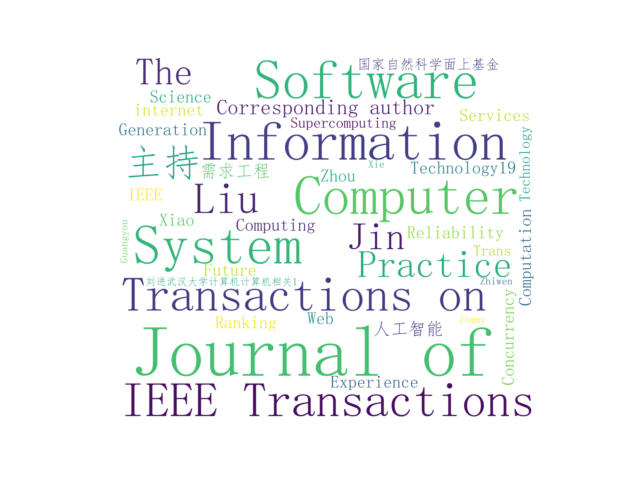 国家自然科学面上基金
The
Software
Science
internet
Corresponding author
Services
Supercomputing
Generation
Information
主持
需求工程
Xie
Technology19
Technology
Zhou
IEEE
Liu
Computer
Xiao
Computing
Jin
Reliability
Guangyou
System
Trans
Future
Practice
Computation
刘进武汉大学计算机计算机相关1
Zhiwen
Transactions on
Ranking
Web
人工智能
Jimmy
Concurrency
Journal of
Experience
IEEE Transactions